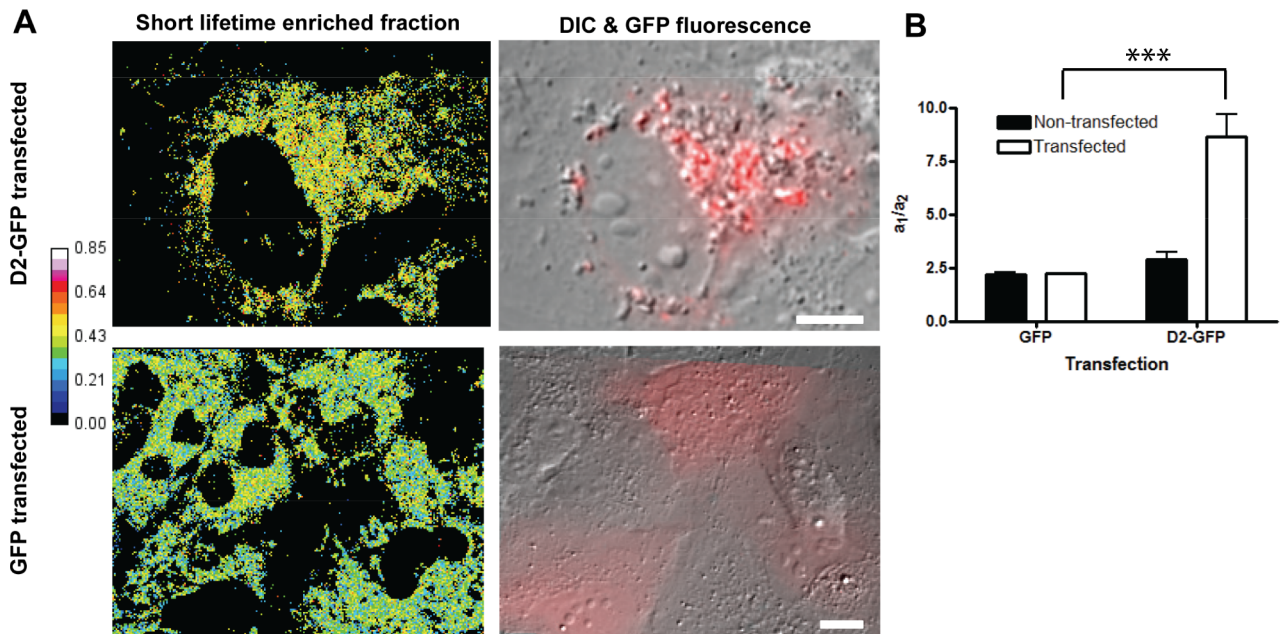 A
Short lifetime enriched fraction
DIC & GFP fluorescence
D2-GFP transfected
0.85
0.64
0.43
0.21
0.00
GFP transfected
B
***
10.0
7.5
5.0
2.5
0.0
a1/a2
Non-transfected
Transfected
GFP
D2-GFP
Transfection